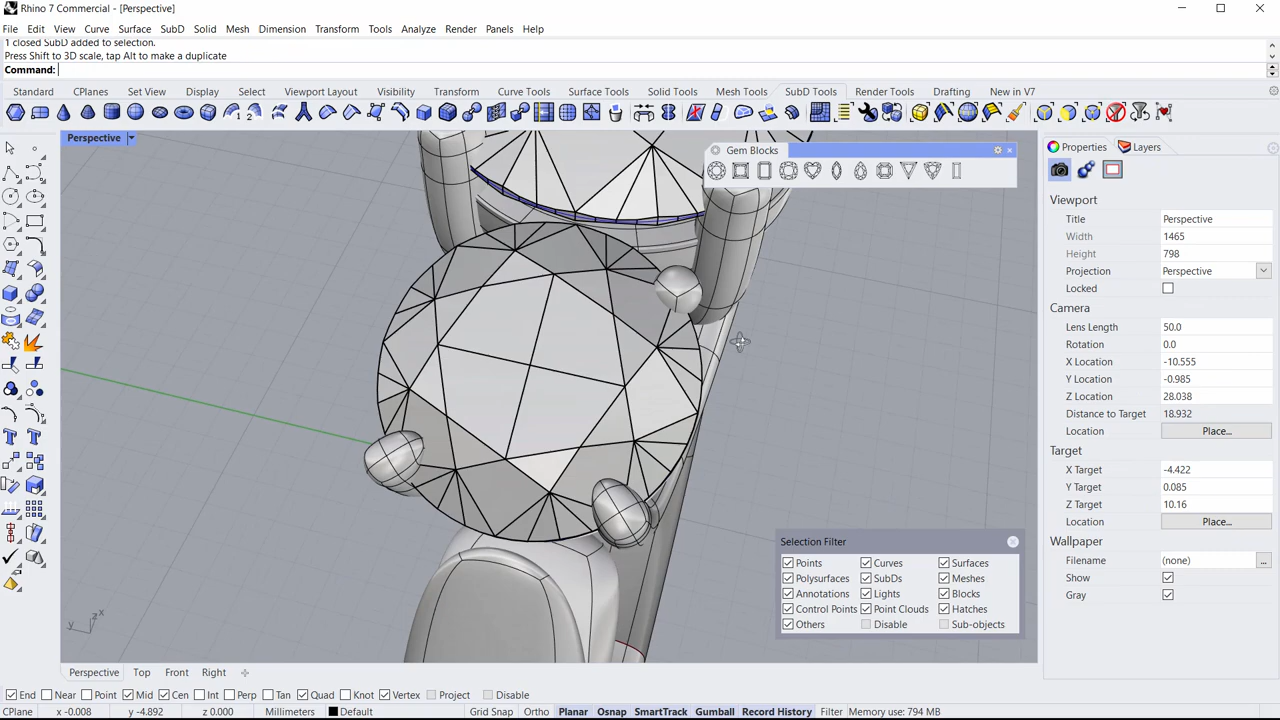 Rhino 7 Commercial - [Perspective]
File Edit View Curve Surface SubD Solid Mesh Dimension Transform Tools Analyze Render Panels Help
1 closed SubD added to selection.
Press Shift to 3D scale, tap Alt to make a duplicate
Command:
Standard CPlanes Set View Display Select Viewport Layout Visibility Transform Curve Tools Surface Tools Solid Tools Mesh Tools SubD Tools Render Tools Drafting New in V7
Perspective
Gem Blocks
Properties Layers
Viewport
Title Perspective
Width 1465
Height 798
Projection Perspective
Locked
Camera
Lens Length 50.0
Rotation 0.0
X Location -10.555
Y Location -0.985
Z Location 28.038
Distance to Target 18.932
Location Place...
Target
X Target -4.422
Y Target 0.085
Z Target 10.16
Location Place...
Wallpaper
Filename (none) ...
Show
Gray
Selection Filter
Points Curves Surfaces
Polysurfaces SubDs Meshes
Annotations Lights Blocks
Control Points Point Clouds Hatches
Others Disable Sub-objects
z x
y
Perspective Top Front Right
End Near Point Mid Cen Int Perp Tan Quad Knot Vertex Project Disable
CPlane x -0.008 y -4.892 z 0.000 Millimeters Default Grid Snap Ortho Planar Osnap SmartTrack Gumball Record History Filter Memory use: 794 MB